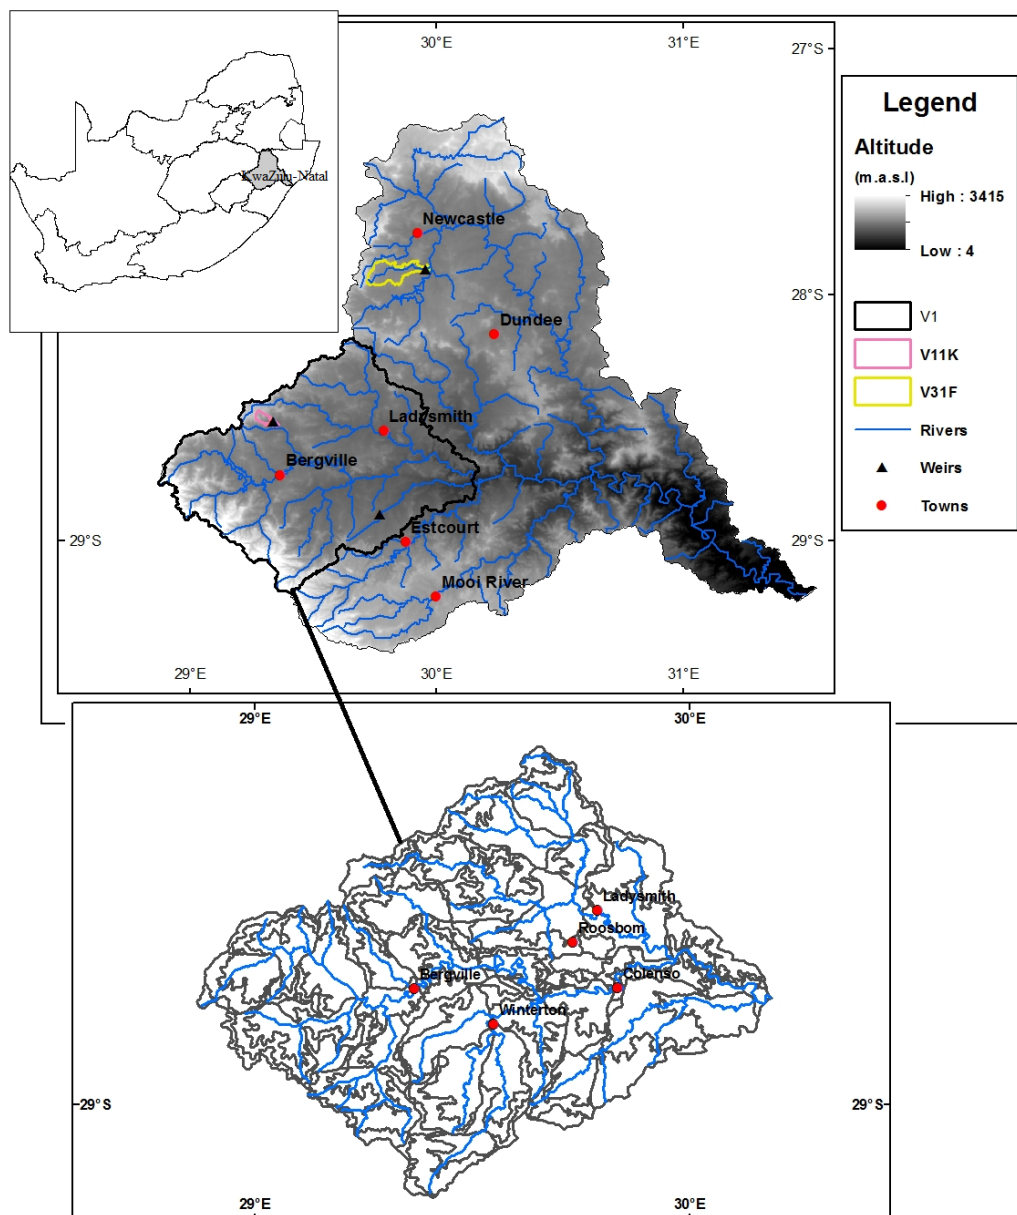 KwaZulu-Natal
30°E
31°E
27°S
Legend
Altitude
(m.a.s.l)
High : 3415
Low : 4
Newcastle
28°S
28°S
Dundee
V1
V11K
V31F
Rivers
Weirs
Towns
Ladysmith
Bergville
Estcourt
29°S
29°S
Mooi River
29°E
30°E
31°E
29°E
30°E
Ladysmith
Roosbom
Bergville
Colenso
Winterton
29°S
29°S
29°E
30°E